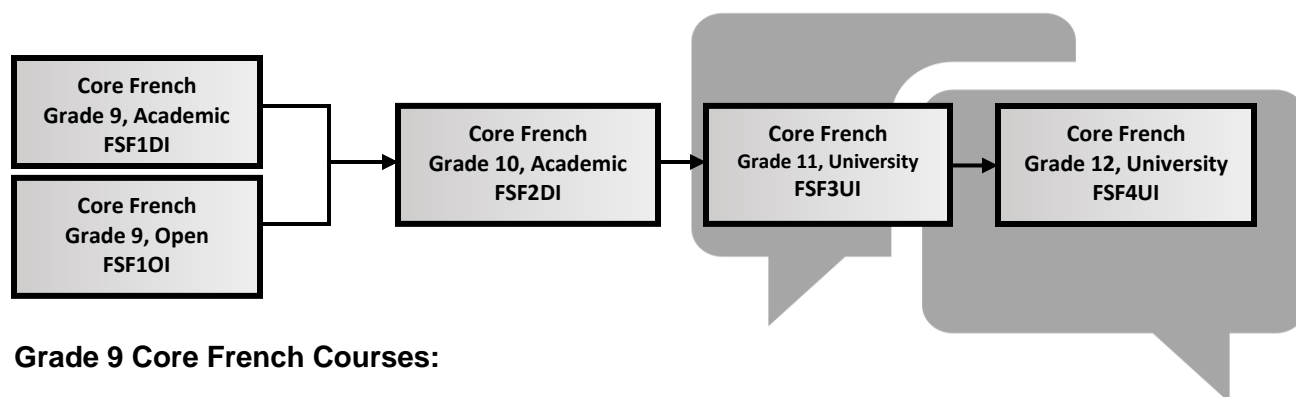 Core French
Grade 9, Academic
FSF1DI
Core French
Grade 9, Open
FSF1OI
Core French
Grade 10, Academic
FSF2DI
Core French
Grade 11, University
FSF3UI
Core French
Grade 12, University
FSF4UI
Grade 9 Core French Courses: